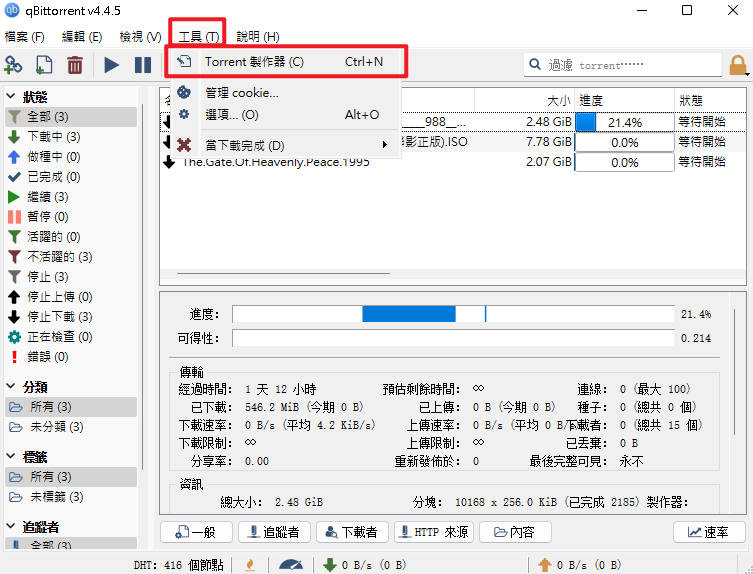 qBittorrent v4.4.5
檔案 (F) 編輯 (E) 檢視 (V) 工具 (T) 說明 (H)
Torrent 製作器 (C) Ctrl+N
管理 cookie...
選項... (O) Alt+O
當下載完成 (D)
過濾 torrent⋯⋯
狀態
全部 (3)
下載中 (3)
做種中 (0)
已完成 (0)
繼續 (3)
暫停 (0)
活躍的 (0)
不活躍的 (3)
停止 (3)
停止上傳 (0)
停止下載 (3)
正在檢查 (0)
錯誤 (0)
分類
所有 (3)
未分類 (3)
標籤
所有 (3)
未標籤 (3)
追蹤者
全部 (3)
大小 進度 狀態
__988__... 2.48 GiB 21.4% 等待開始
影正版).ISO 7.78 GiB 0.0% 等待開始
The.Gate.Of.Heavenly.Peace.1995 2.07 GiB 0.0% 等待開始
進度: 21.4%
可得性: 0.214
傳輸
經過時間: 1 天 12 小時 預估剩餘時間: ∞ 連線: 0 (最大 100)
已下載: 546.2 MiB (今期 0 B) 已上傳: 0 B (今期 0 B) 種子: 0 (總共 0 個)
下載速率: 0 B/s (平均 4.2 KiB/s) 上傳速率: 0 B/s (平均 0 B/s) 下載者: 0 (總共 15 個)
下載限制: ∞ 上傳限制: ∞ 已丟棄: 0 B
分享率: 0.00 重新發佈於: 0 最後完整可見: 永不
資訊
總大小: 2.48 GiB 分塊: 10168 x 256.0 KiB (已完成 2185) 製作器:
一般 追蹤者 下載者 HTTP 來源 內容 速率
DHT: 416 個節點 0 B/s (0 B) 0 B/s (0 B)